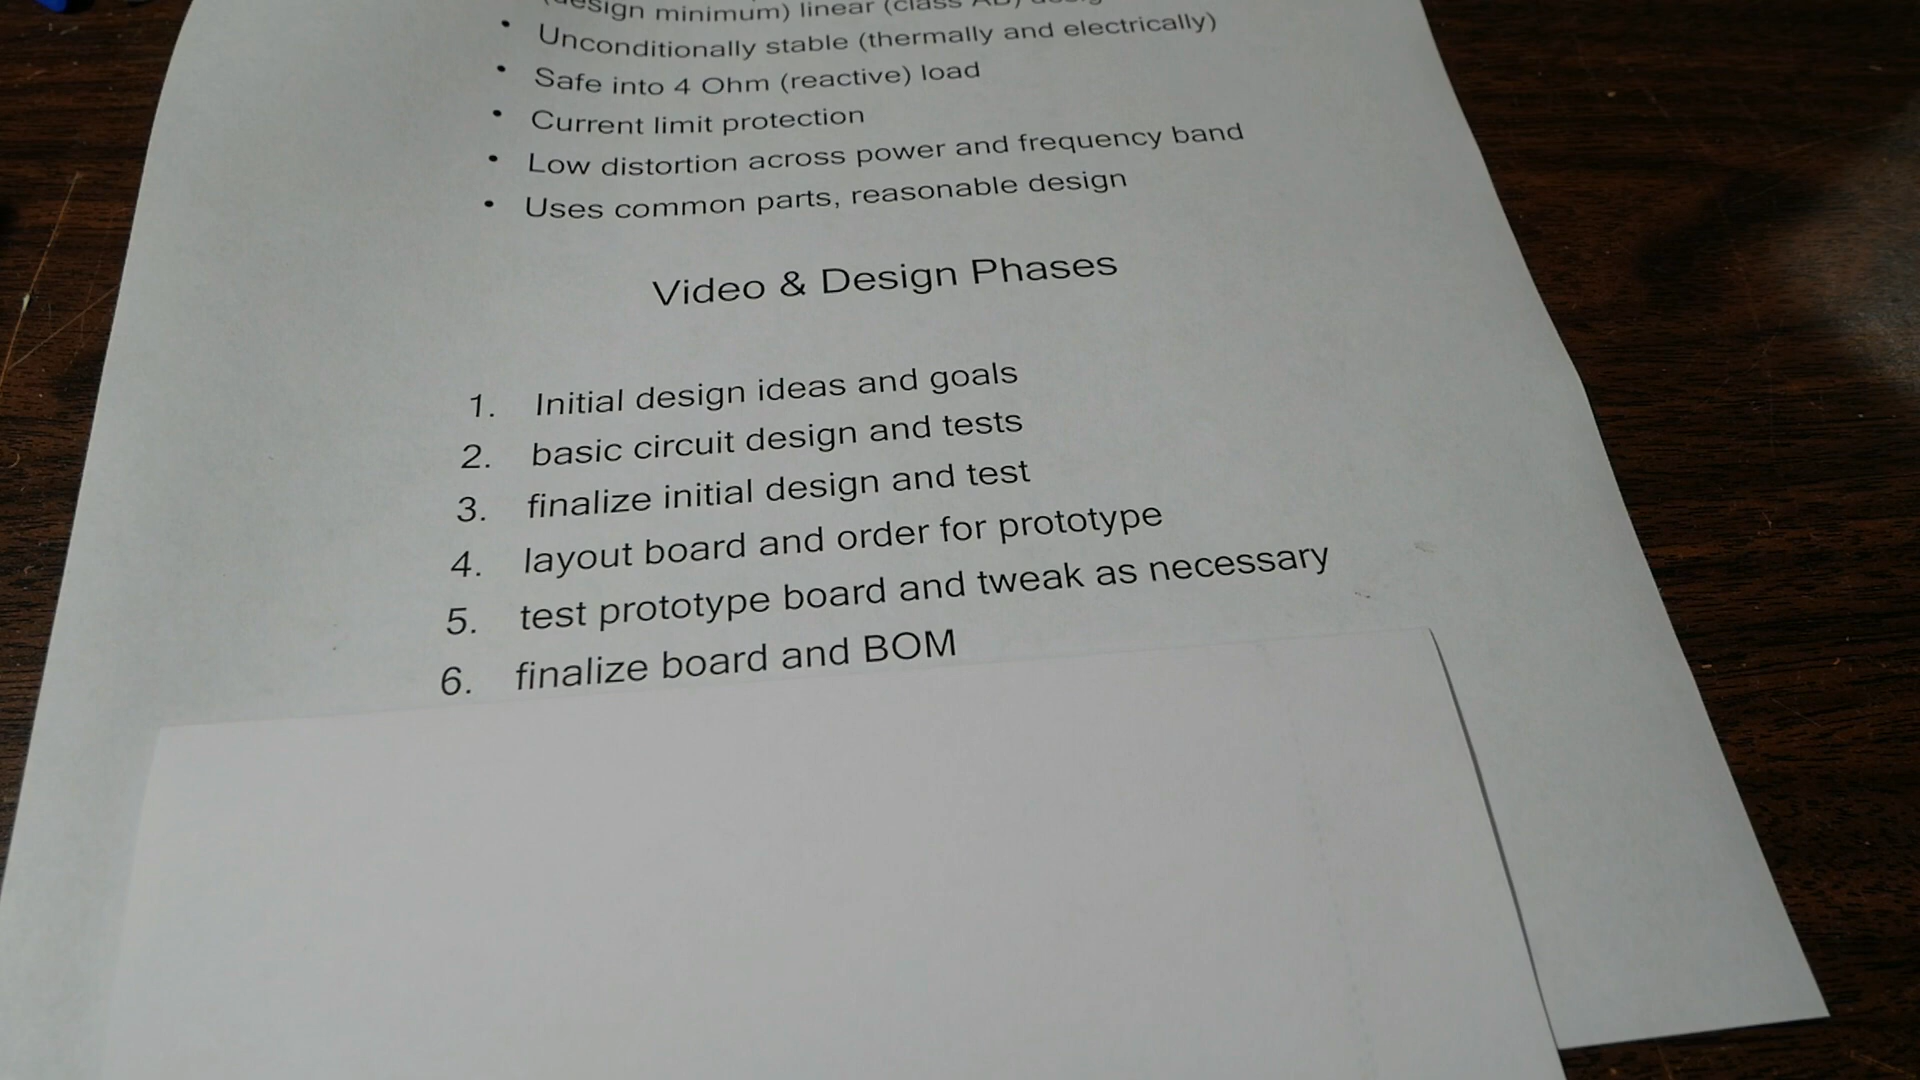 minimum) linear (class
• Unconditionally stable (thermally and electrically)
• Safe into 4 Ohm (reactive) load
• Current limit protection
• Low distortion across power and frequency band
• Uses common parts, reasonable design
Video & Design Phases
1. Initial design ideas and goals
2. basic circuit design and tests
3. finalize initial design and test
4. layout board and order for prototype
5. test prototype board and tweak as necessary
6. finalize board and BOM